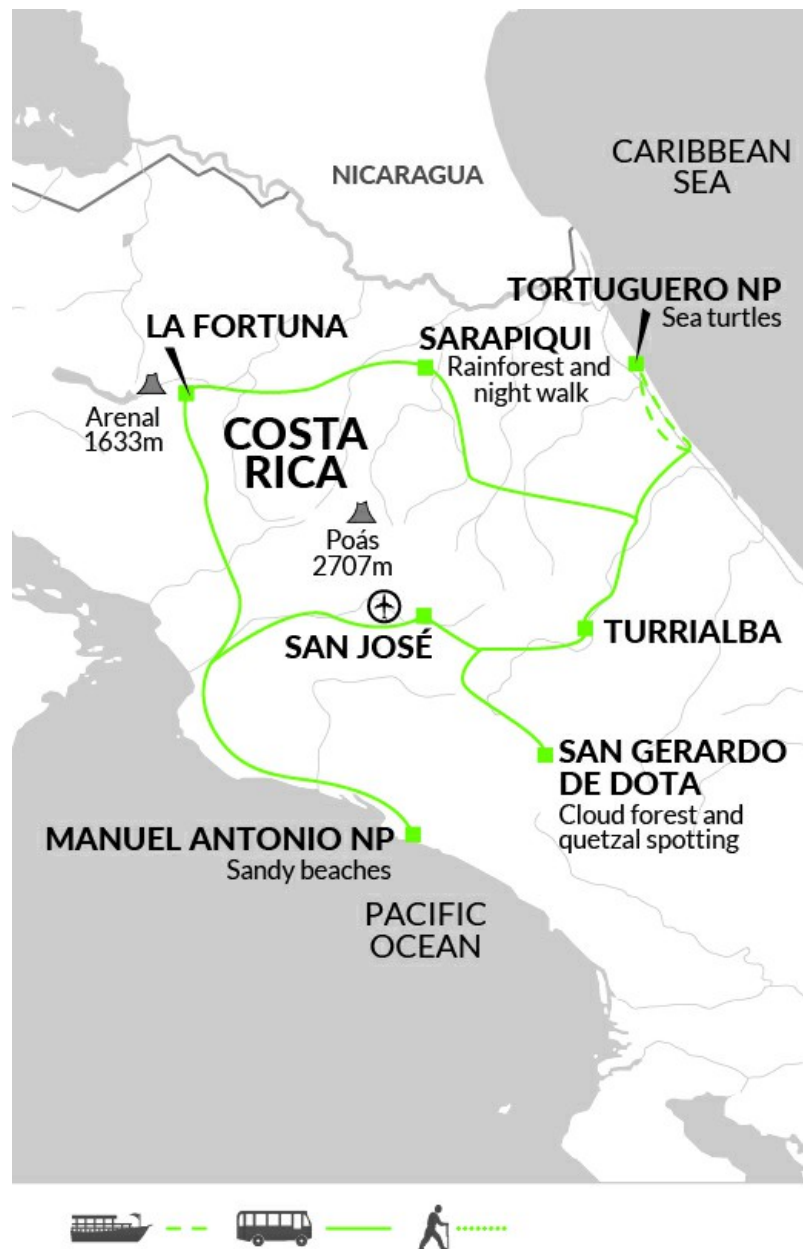 CARIBBEAN
SEA
NICARAGUA
TORTUGUERO NP
Sea turtles
LA FORTUNA
SARAPIQUI
Rainforest and
night walk
Arenal
1633m
COSTA
RICA
Poás
2707m
SAN JOSÉ
TURRIALBA
SAN GERARDO
DE DOTA
Cloud forest and
quetzal spotting
MANUEL ANTONIO NP
Sandy beaches
PACIFIC
OCEAN